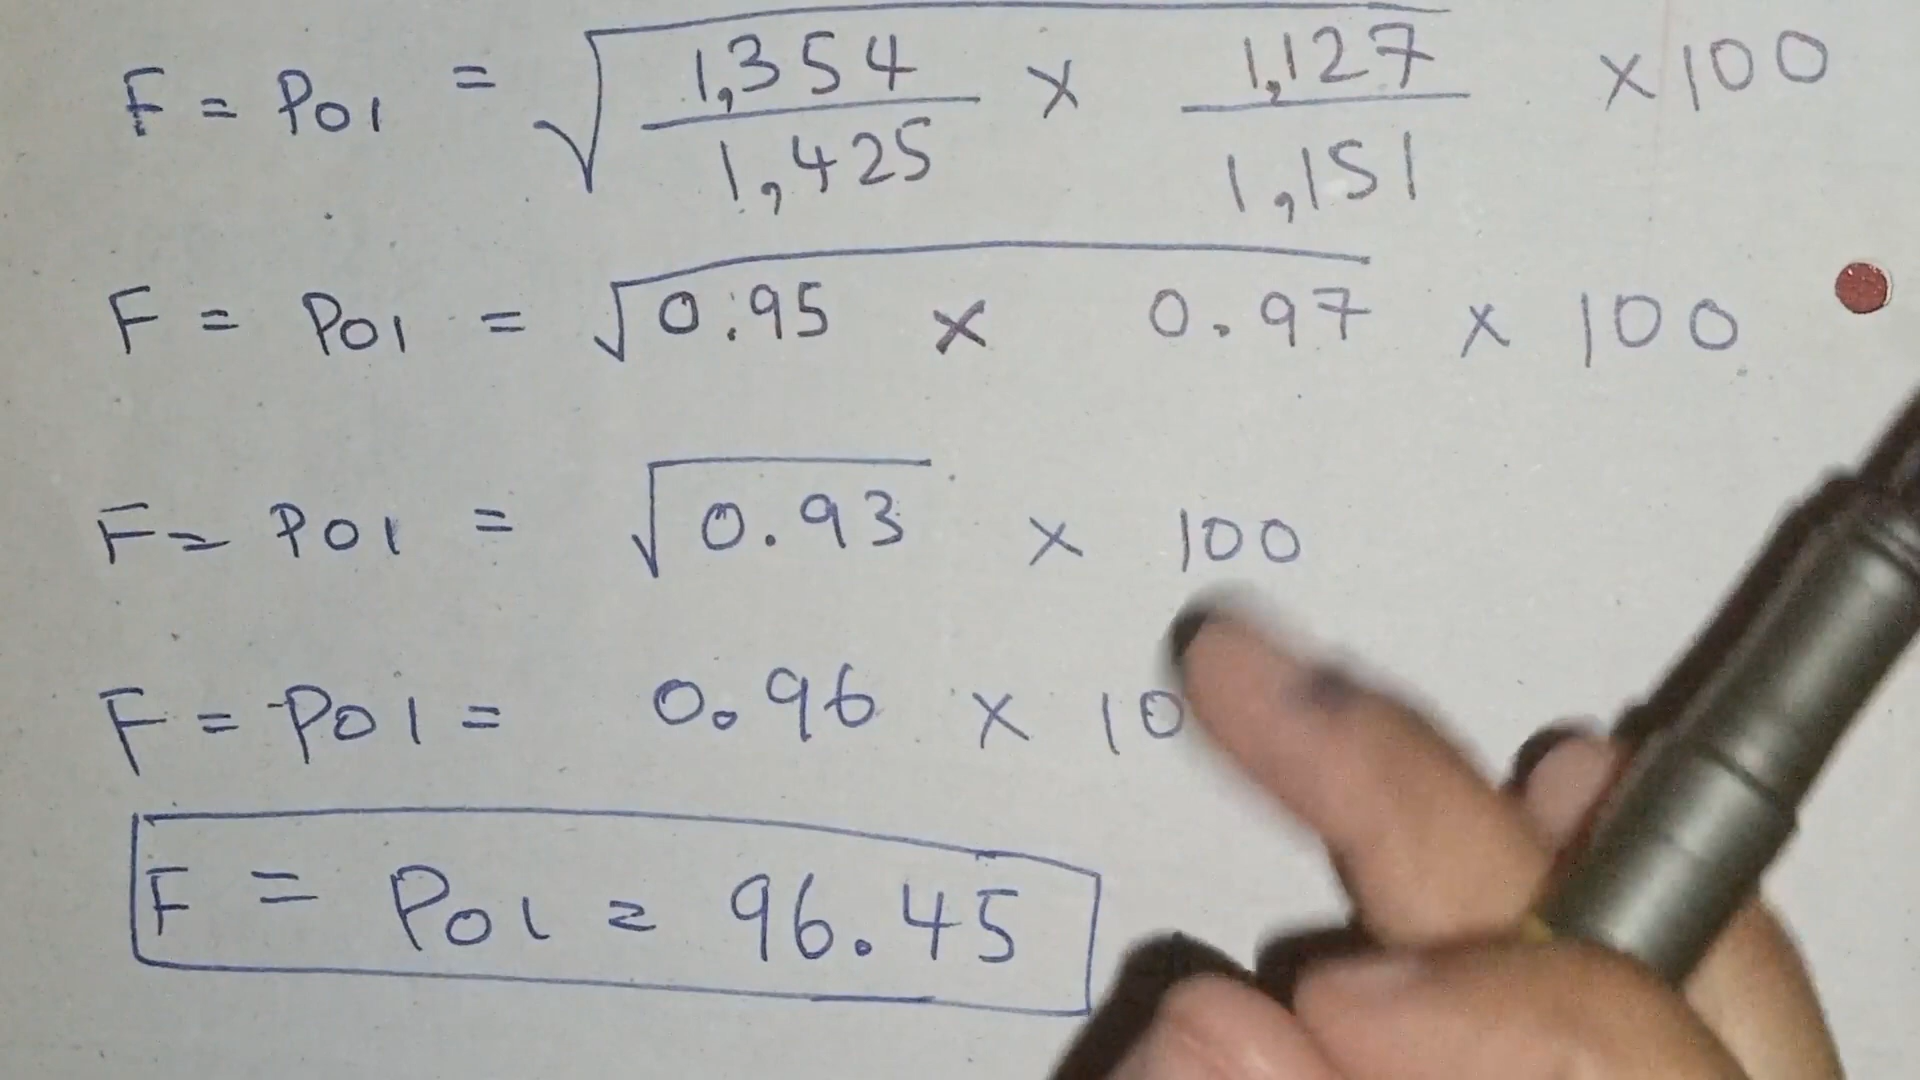 F = P01 = √ 1,354 / 1,425 × 1,127 / 1,151 × 100
F = P01 = √ 0.95 × 0.97 × 100
F = P01 = √ 0.93 × 100
F = P01 = 0.96 × 10
F = P01 = 96.45